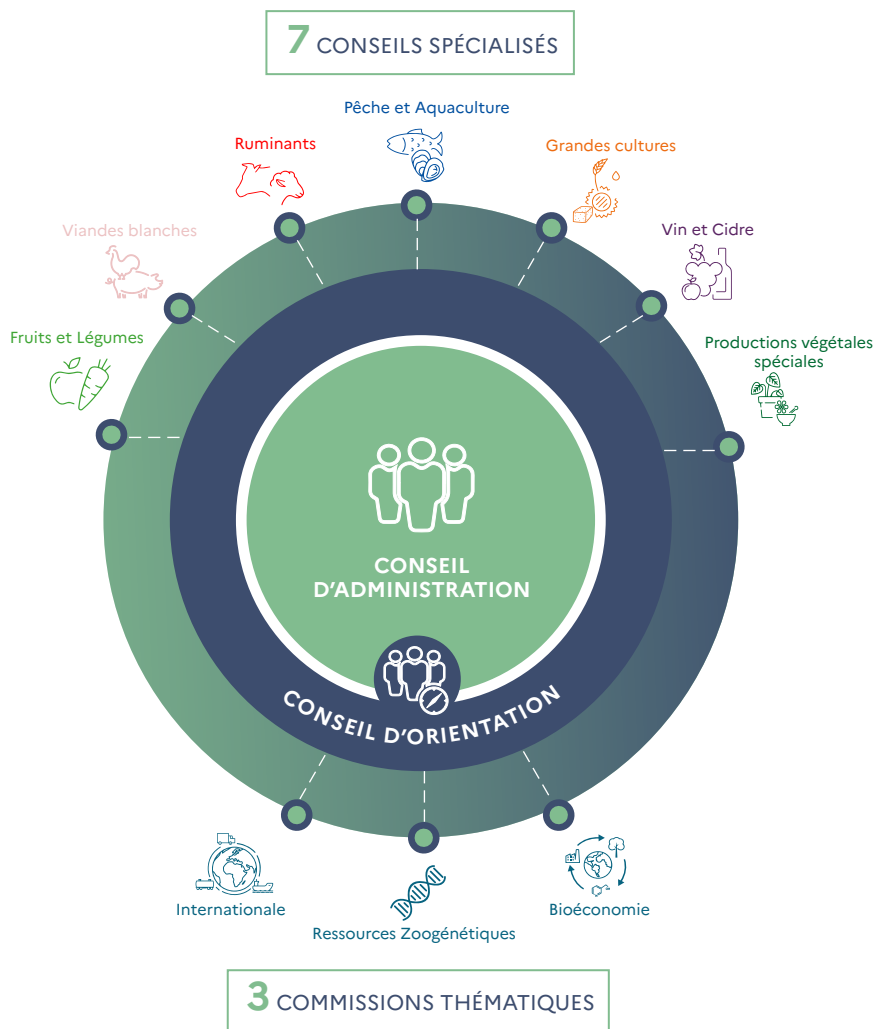 7 CONSEILS SPÉCIALISÉS
Pêche et Aquaculture
Ruminants
Grandes cultures
Viandes blanches
Vin et Cidre
Fruits et Légumes
Productions végétales
spéciales
CONSEIL
D'ADMINISTRATION
CONSEIL D'ORIENTATION
Internationale
Ressources Zoogénétiques
Bioéconomie
3 COMMISSIONS THÉMATIQUES